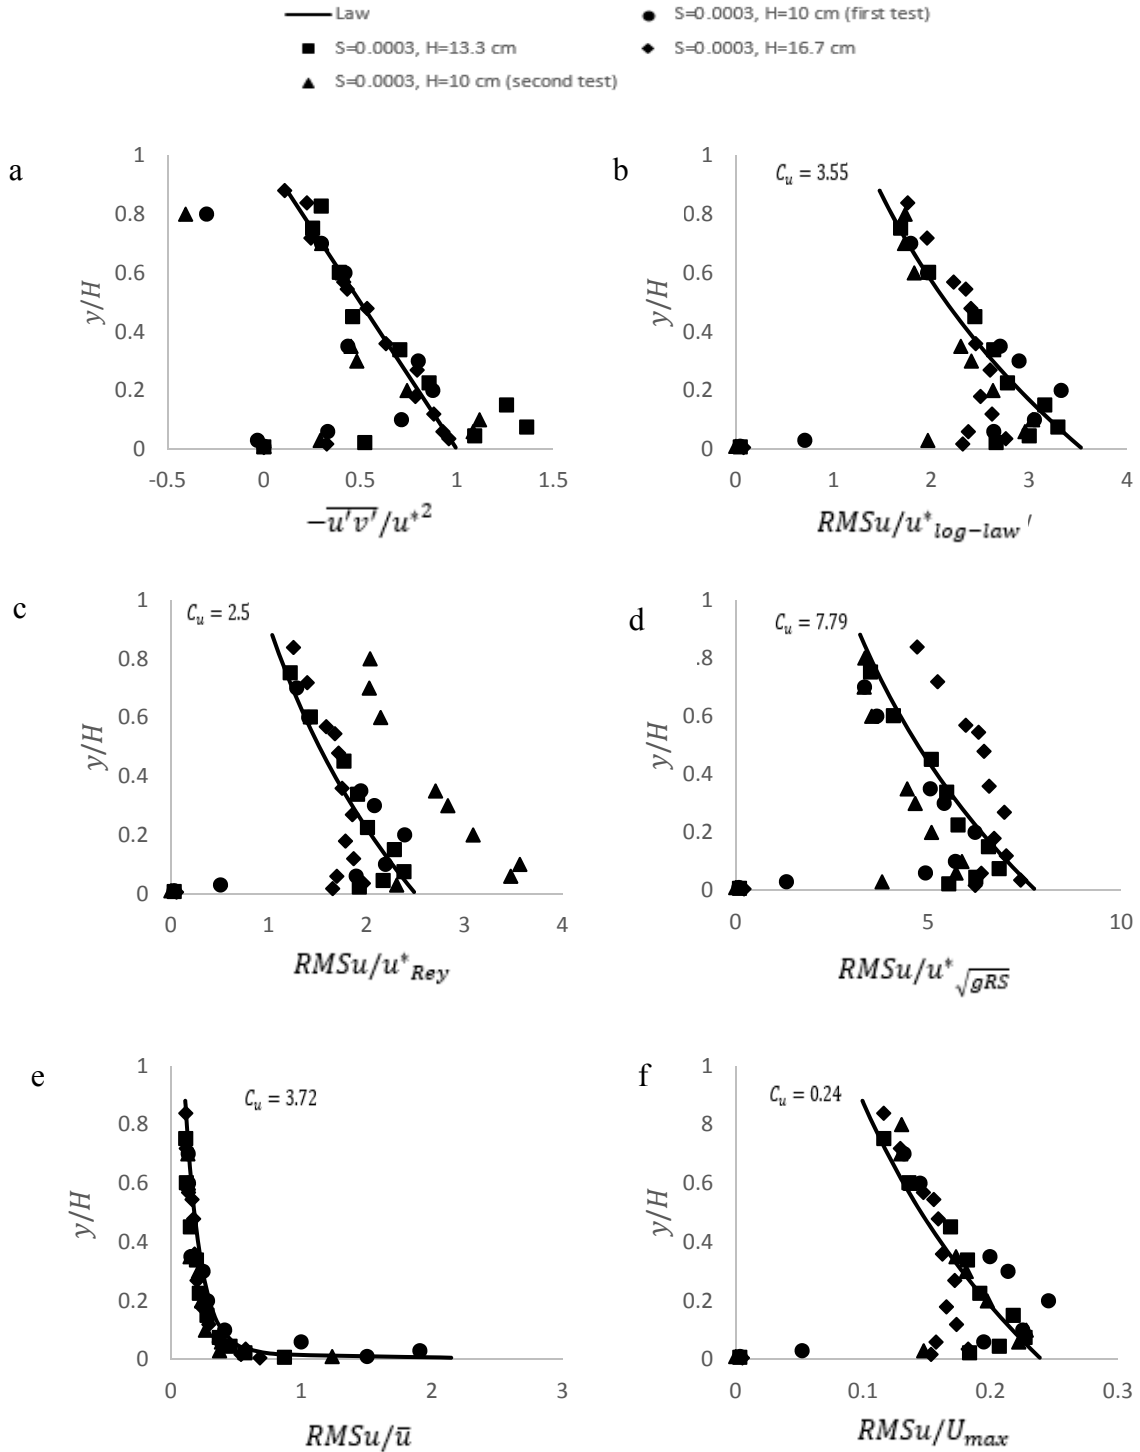 Law
S=0.0003, H=10 cm (first test)
S=0.0003, H=13.3 cm
S=0.0003, H=16.7 cm
S=0.0003, H=10 cm (second test)
a
1
0.8
0.6
0.4
0.2
0
-0.5
0
0.5
1
1.5
y/H
−u'v'/u*²
b
C_u = 3.55
1
0.8
0.6
0.4
0.2
0
0
1
2
3
4
y/H
RMSu/u*_log−law'
c
C_u = 2.5
1
0.8
0.6
0.4
0.2
0
0
1
2
3
4
y/H
RMSu/u*_Rey
d
C_u = 7.79
1
.8
0.6
0.4
0.2
0
0
5
10
y/H
RMSu/u*_√gRS
e
C_u = 3.72
1
0.8
0.6
0.4
0.2
0
0
1
2
3
y/H
RMSu/u̅
f
C_u = 0.24
1
8
0.6
0.4
0.2
0
0
0.1
0.2
0.3
y/H
RMSu/U_max